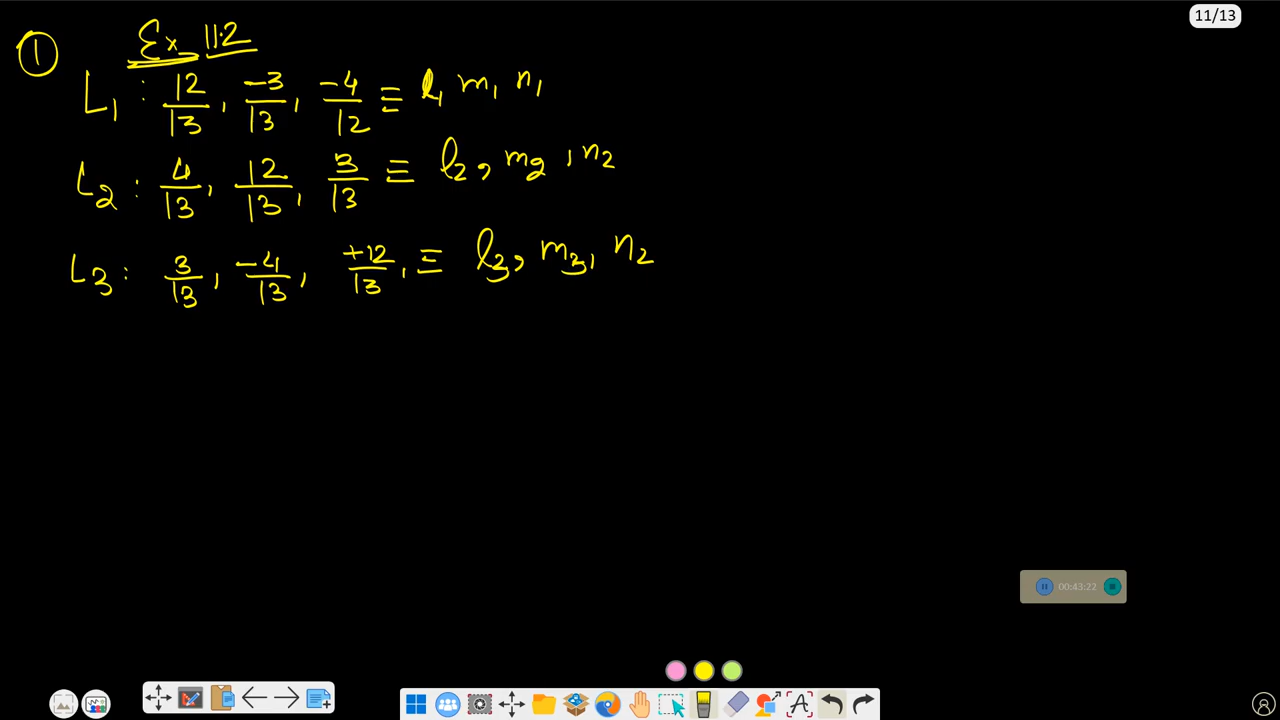 11/13
① Ex 11.2
L₁ : 12/13, -3/13, -4/12 ≡ l₁ m₁ n₁
L₂ : 4/13, 12/13, 3/13 ≡ l₂, m₂, n₂
L₃ : 3/13, -4/13, +12/13, ≡ l₃, m₃, n₂
00:43:22